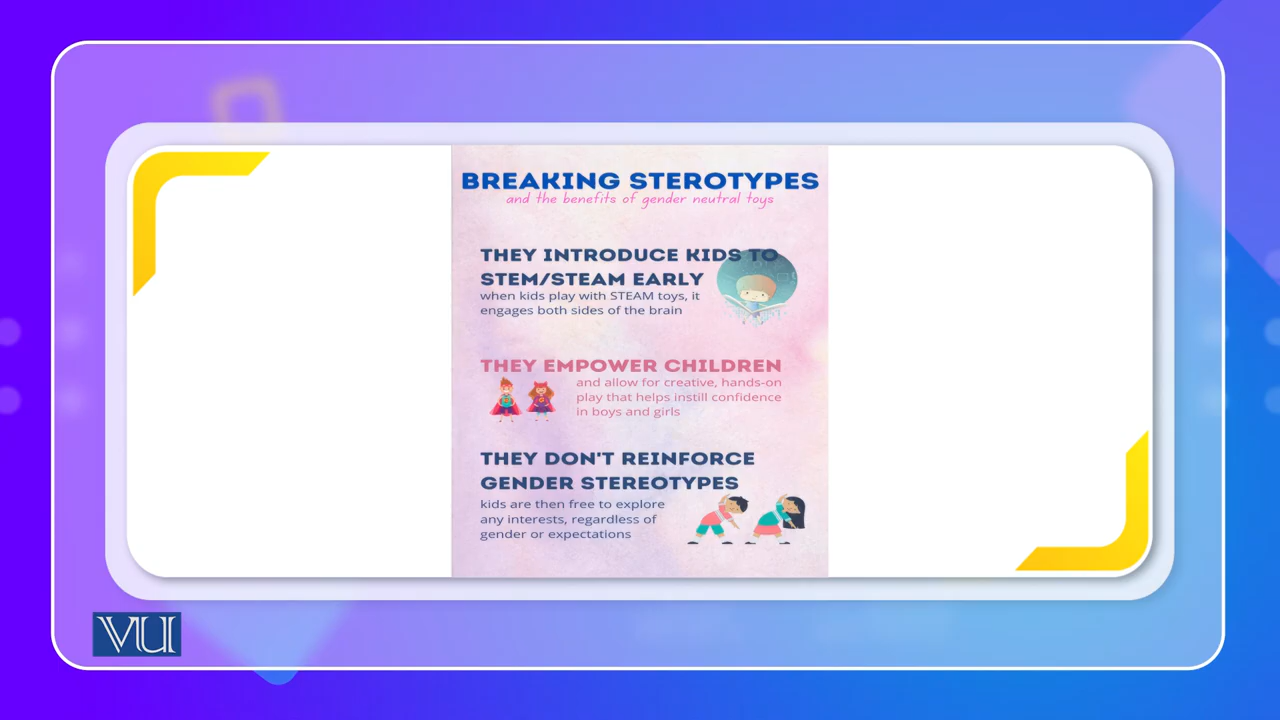 BREAKING STEROTYPES
and the benefits of gender neutral toys
THEY INTRODUCE KIDS TO
STEM/STEAM EARLY
when kids play with STEAM toys, it
engages both sides of the brain
THEY EMPOWER CHILDREN
and allow for creative, hands-on
play that helps instill confidence
in boys and girls
THEY DON'T REINFORCE
GENDER STEREOTYPES
kids are then free to explore
any interests, regardless of
gender or expectations
VU